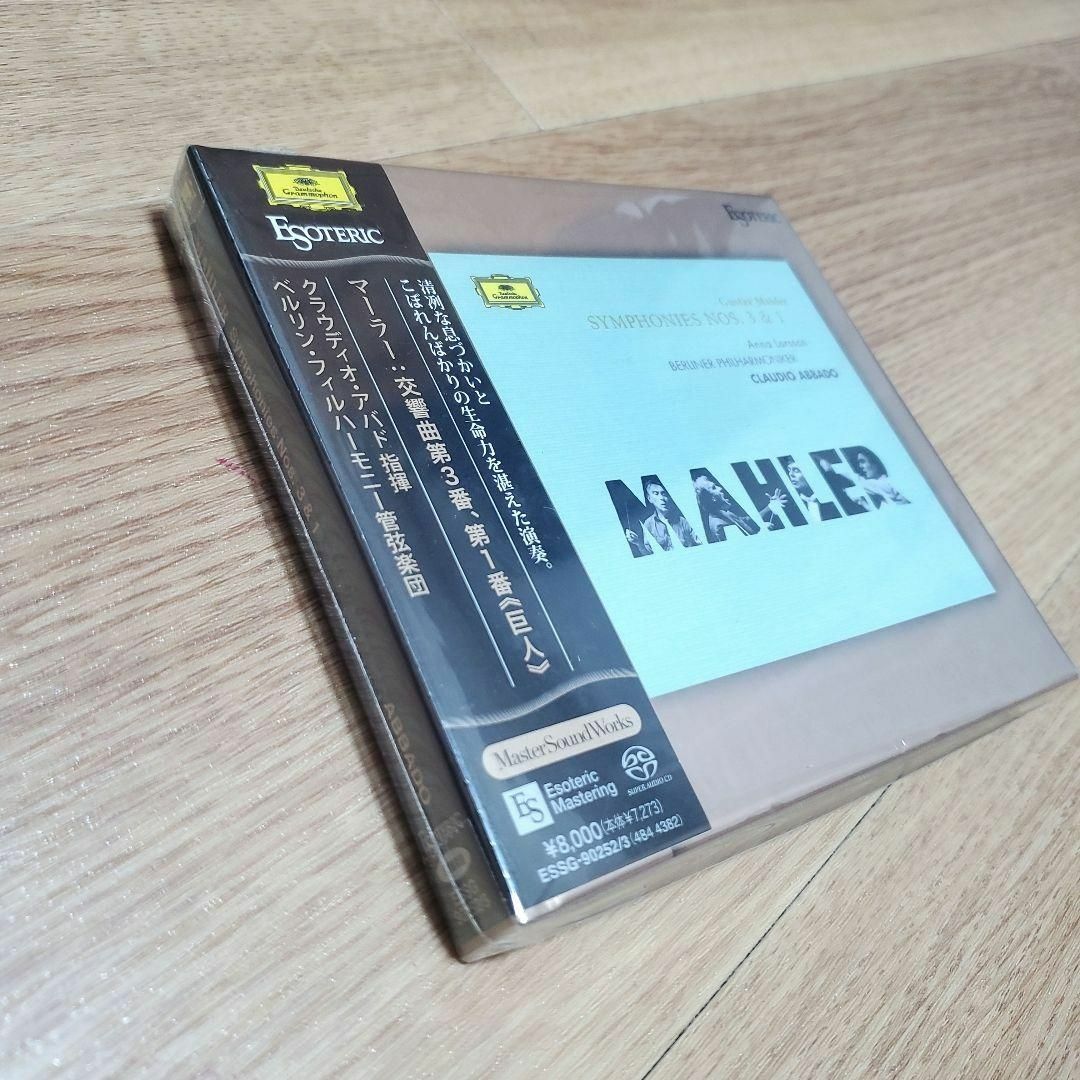 Deutsche
Grammophon
ESOTERIC
清冽な息づかいと
こぼれんばかりの生命力を湛えた演奏。
マーラー：交響曲第3番、第1番《巨人》
クラウディオ・アバド 指揮
ベルリン・フィルハーモニー管弦楽団
MasterSoundWorks
ES
Esoteric
Mastering
SUPER AUDIO CD
¥8,000(本体¥7,273)
ESSG-90252/3 (484 4382)
ESOTERIC
Deutsche
Grammophon
Gustav Mahler
SYMPHONIES NOS. 3 & 1
Anna Larsson
BERLINER PHILHARMONIKER
CLAUDIO ABBADO
MAHLER
SYMPHONIES NOS. 3 & 1
ABBADO